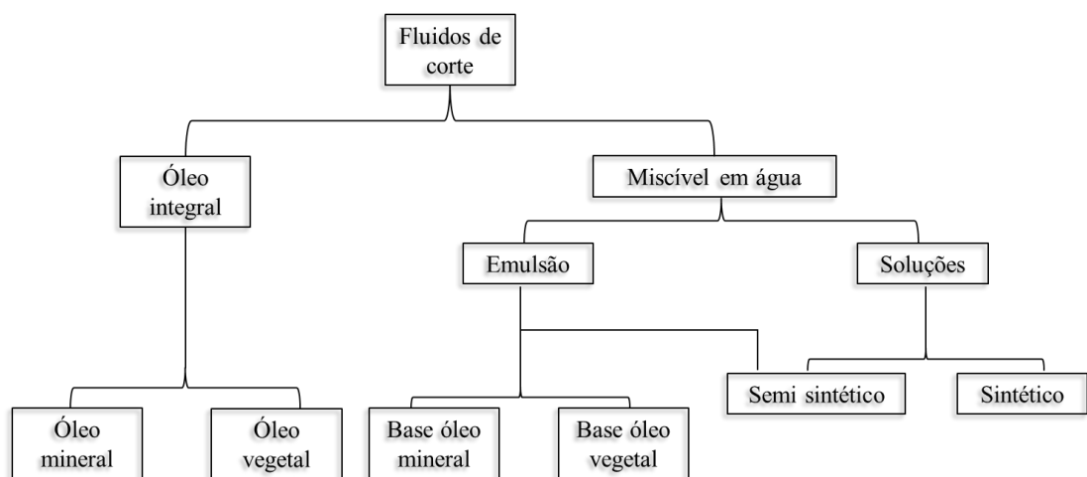 Fluidos de
corte
Óleo
integral
Miscível em água
Emulsão
Soluções
Semi sintético
Sintético
Óleo
mineral
Óleo
vegetal
Base óleo
mineral
Base óleo
vegetal